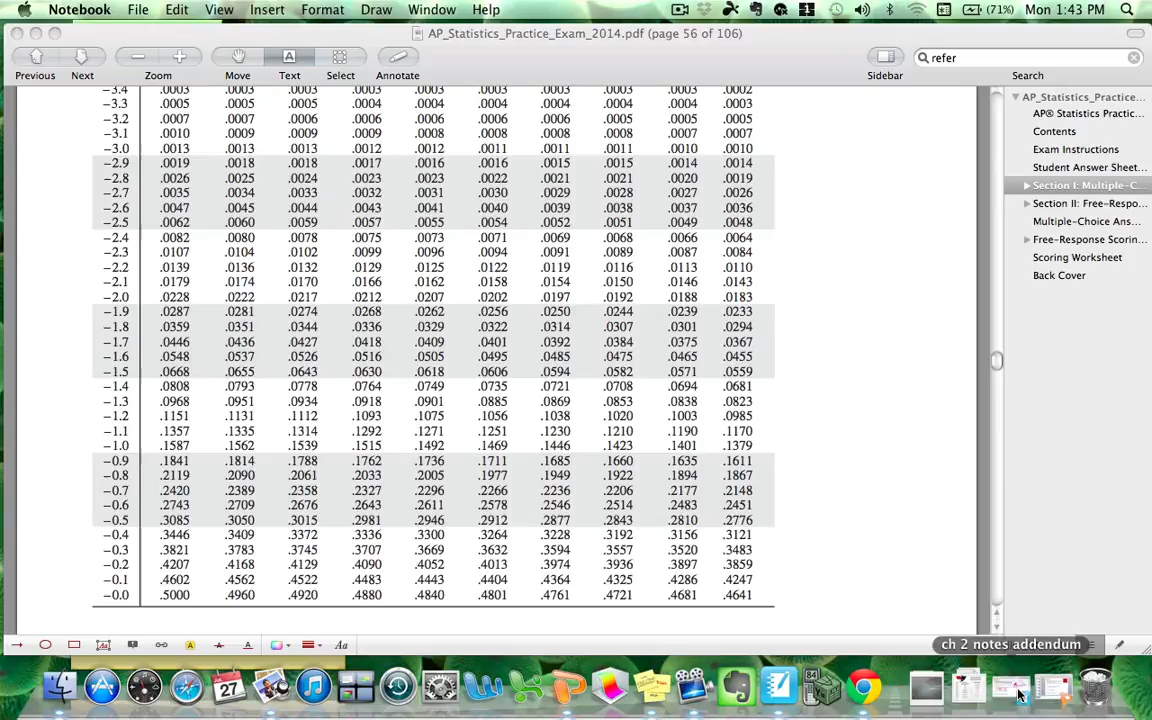 Notebook File Edit View Insert Format Draw Window Help (71%) Mon 1:43 PM
AP_Statistics_Practice_Exam_2014.pdf (page 56 of 106)
refer
Previous Next Zoom Move Text Select Annotate Sidebar Search
−3.4 .0003 .0003 .0003 .0003 .0003 .0003 .0003 .0003 .0003 .0002
−3.3 .0005 .0005 .0005 .0004 .0004 .0004 .0004 .0004 .0004 .0003
−3.2 .0007 .0007 .0006 .0006 .0006 .0006 .0006 .0005 .0005 .0005
−3.1 .0010 .0009 .0009 .0009 .0008 .0008 .0008 .0008 .0007 .0007
−3.0 .0013 .0013 .0013 .0012 .0012 .0011 .0011 .0011 .0010 .0010
−2.9 .0019 .0018 .0018 .0017 .0016 .0016 .0015 .0015 .0014 .0014
−2.8 .0026 .0025 .0024 .0023 .0023 .0022 .0021 .0021 .0020 .0019
−2.7 .0035 .0034 .0033 .0032 .0031 .0030 .0029 .0028 .0027 .0026
−2.6 .0047 .0045 .0044 .0043 .0041 .0040 .0039 .0038 .0037 .0036
−2.5 .0062 .0060 .0059 .0057 .0055 .0054 .0052 .0051 .0049 .0048
−2.4 .0082 .0080 .0078 .0075 .0073 .0071 .0069 .0068 .0066 .0064
−2.3 .0107 .0104 .0102 .0099 .0096 .0094 .0091 .0089 .0087 .0084
−2.2 .0139 .0136 .0132 .0129 .0125 .0122 .0119 .0116 .0113 .0110
−2.1 .0179 .0174 .0170 .0166 .0162 .0158 .0154 .0150 .0146 .0143
−2.0 .0228 .0222 .0217 .0212 .0207 .0202 .0197 .0192 .0188 .0183
−1.9 .0287 .0281 .0274 .0268 .0262 .0256 .0250 .0244 .0239 .0233
−1.8 .0359 .0351 .0344 .0336 .0329 .0322 .0314 .0307 .0301 .0294
−1.7 .0446 .0436 .0427 .0418 .0409 .0401 .0392 .0384 .0375 .0367
−1.6 .0548 .0537 .0526 .0516 .0505 .0495 .0485 .0475 .0465 .0455
−1.5 .0668 .0655 .0643 .0630 .0618 .0606 .0594 .0582 .0571 .0559
−1.4 .0808 .0793 .0778 .0764 .0749 .0735 .0721 .0708 .0694 .0681
−1.3 .0968 .0951 .0934 .0918 .0901 .0885 .0869 .0853 .0838 .0823
−1.2 .1151 .1131 .1112 .1093 .1075 .1056 .1038 .1020 .1003 .0985
−1.1 .1357 .1335 .1314 .1292 .1271 .1251 .1230 .1210 .1190 .1170
−1.0 .1587 .1562 .1539 .1515 .1492 .1469 .1446 .1423 .1401 .1379
−0.9 .1841 .1814 .1788 .1762 .1736 .1711 .1685 .1660 .1635 .1611
−0.8 .2119 .2090 .2061 .2033 .2005 .1977 .1949 .1922 .1894 .1867
−0.7 .2420 .2389 .2358 .2327 .2296 .2266 .2236 .2206 .2177 .2148
−0.6 .2743 .2709 .2676 .2643 .2611 .2578 .2546 .2514 .2483 .2451
−0.5 .3085 .3050 .3015 .2981 .2946 .2912 .2877 .2843 .2810 .2776
−0.4 .3446 .3409 .3372 .3336 .3300 .3264 .3228 .3192 .3156 .3121
−0.3 .3821 .3783 .3745 .3707 .3669 .3632 .3594 .3557 .3520 .3483
−0.2 .4207 .4168 .4129 .4090 .4052 .4013 .3974 .3936 .3897 .3859
−0.1 .4602 .4562 .4522 .4483 .4443 .4404 .4364 .4325 .4286 .4247
−0.0 .5000 .4960 .4920 .4880 .4840 .4801 .4761 .4721 .4681 .4641
AP_Statistics_Practice...
AP® Statistics Practic...
Contents
Exam Instructions
Student Answer Sheet...
Section I: Multiple-C...
Section II: Free-Respo...
Multiple-Choice Ans...
Free-Response Scorin...
Scoring Worksheet
Back Cover
ch 2 notes addendum